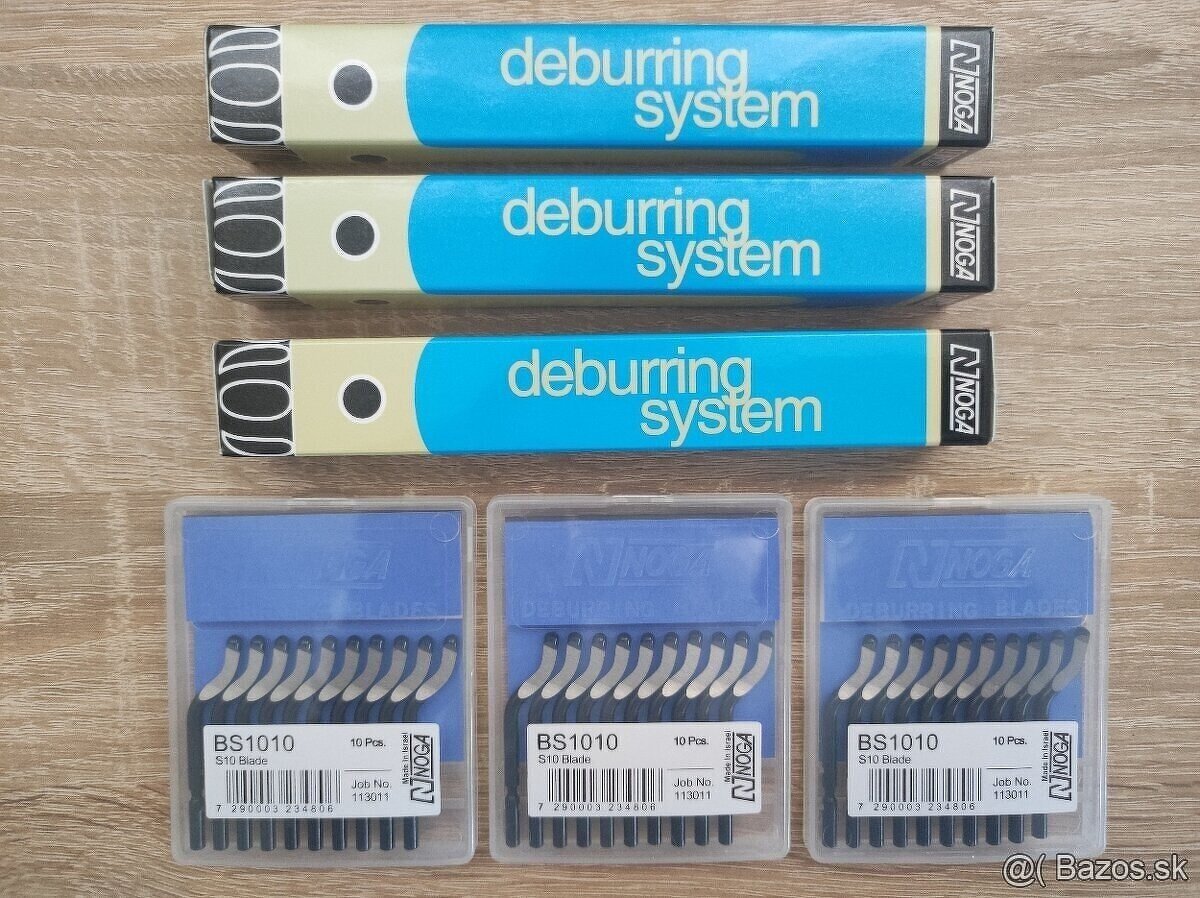 deburring
system
NOGA
deburring
system
NOGA
deburring
system
NOGA
NOGA
DEBURRING BLADES
BS1010 10 Pcs.
S10 Blade
Job No.
113011
7 290003 234806
Made in Israel
NOGA
NOGA
DEBURRING BLADES
BS1010 10 Pcs.
S10 Blade
Job No.
113011
7 290003 234806
Made in Israel
NOGA
NOGA
DEBURRING BLADES
BS1010 10 Pcs.
S10 Blade
Job No.
113011
7 290003 234806
Made in Israel
NOGA
@( Bazos.sk